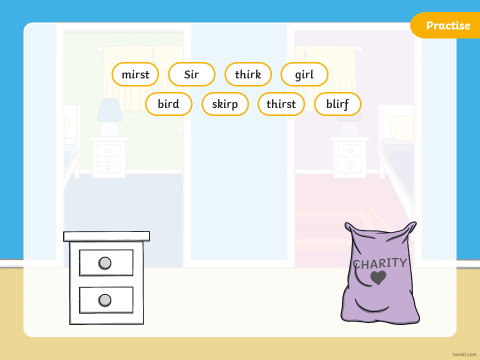 Practise
mirst Sir thirk girl
bird skirp thirst blirf
CHARITY
twinkl.com